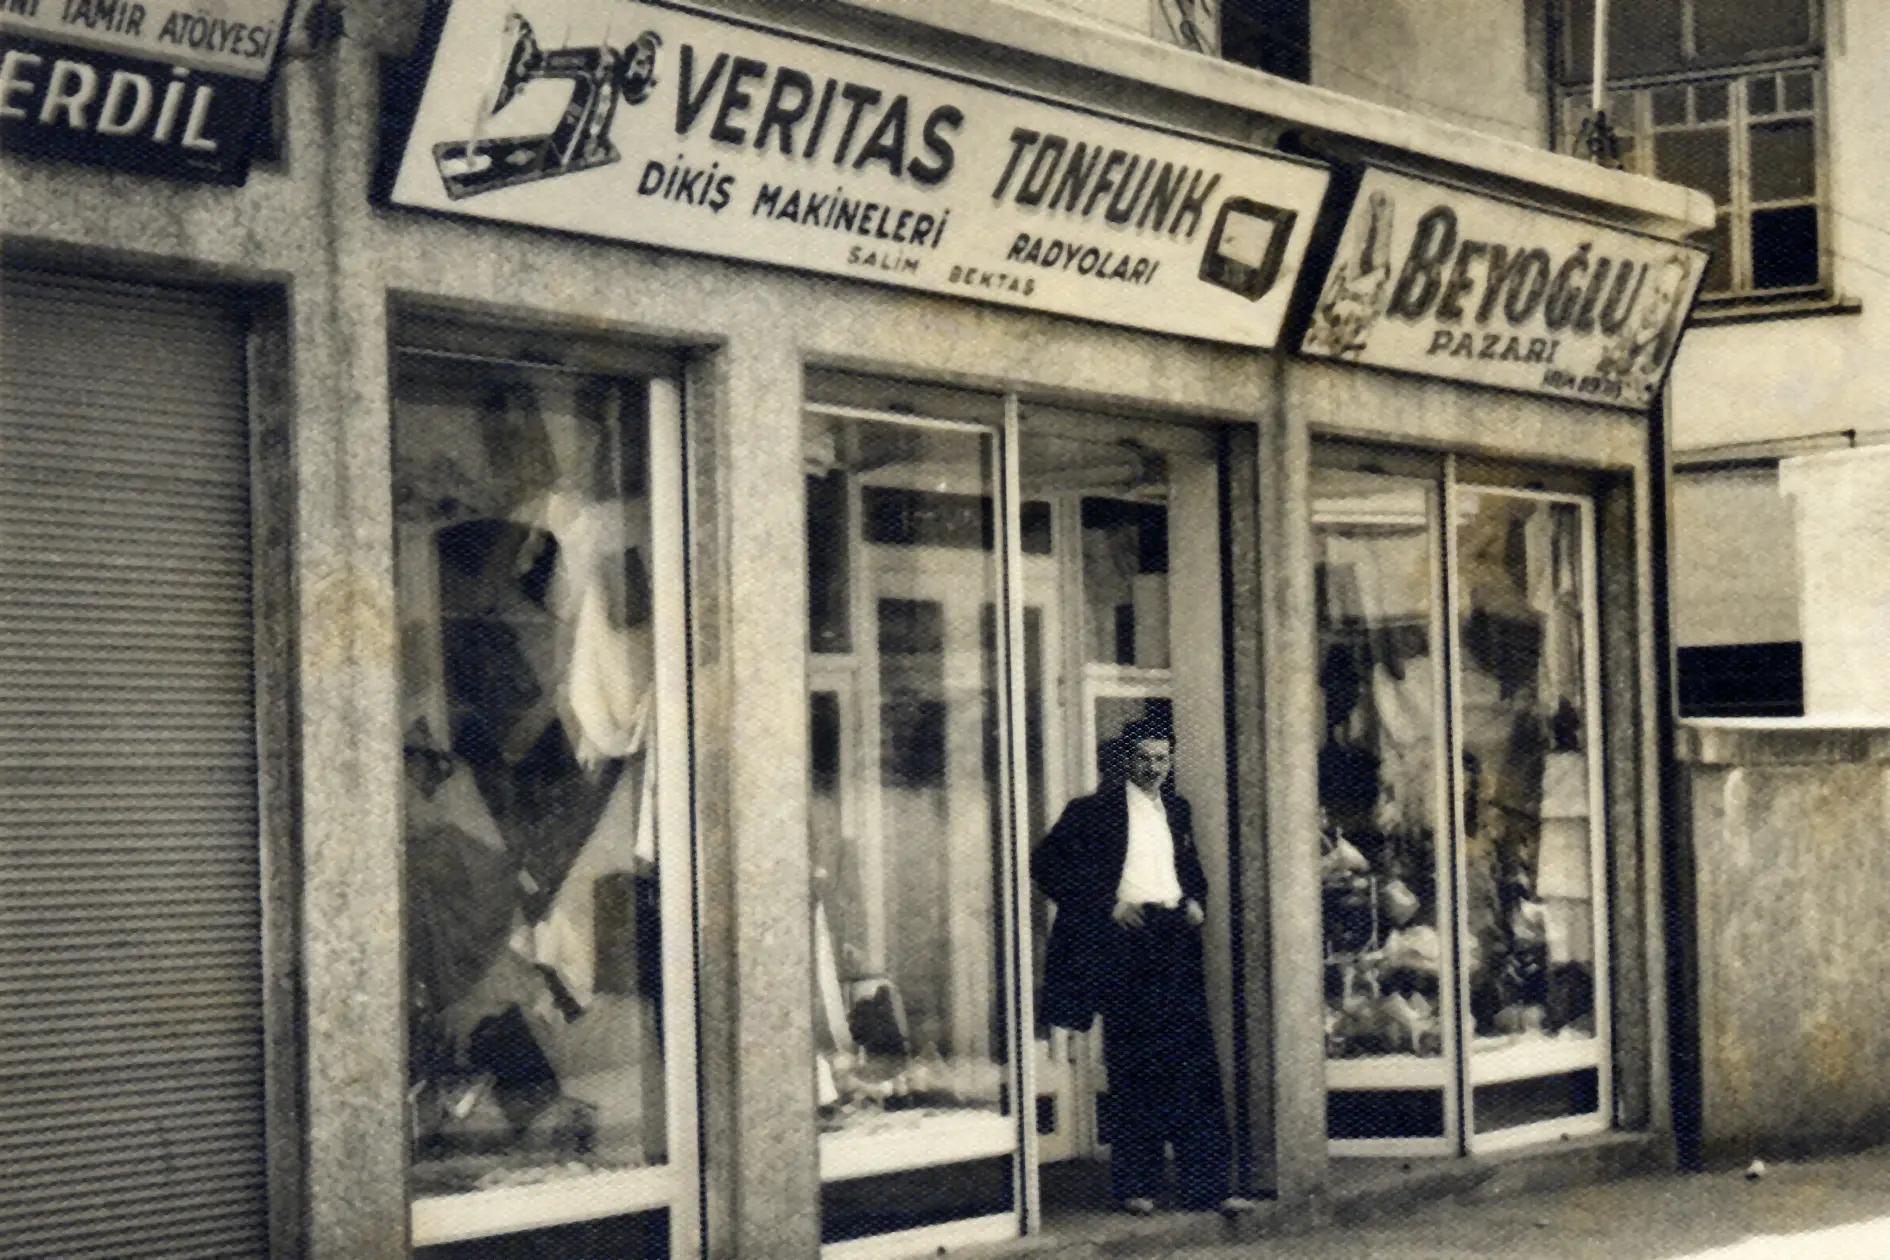 TAMİR ATÖLYESİ
ERDİL
VERITAS
DİKİŞ MAKİNELERİ
TONFUNK
RADYOLARI
SALİM BEKTAŞ
BEYOĞLU
PAZARI